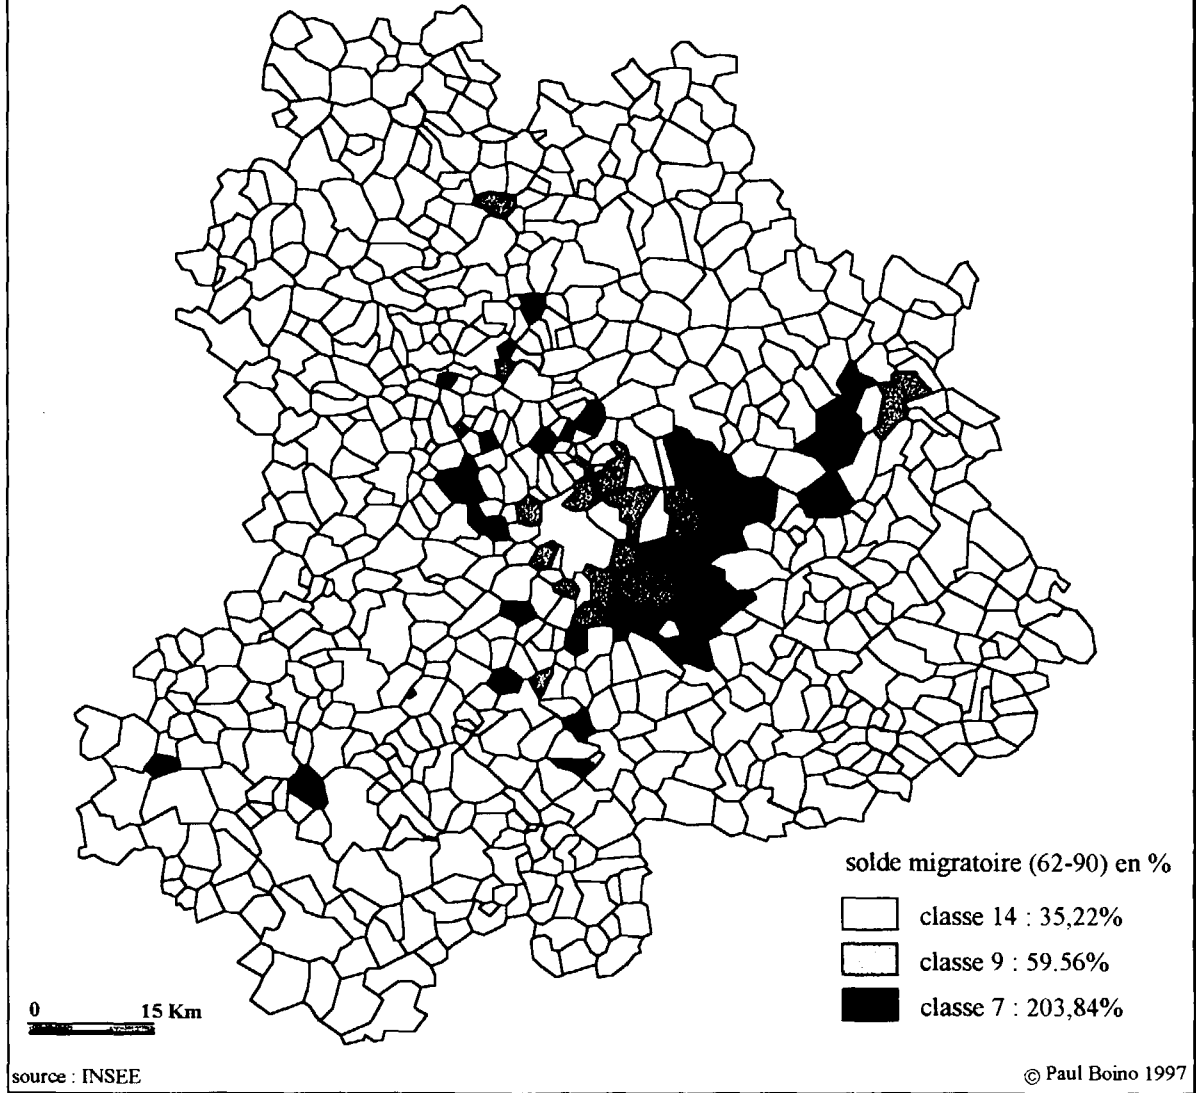 solde migratoire (62-90) en %
classe 14 : 35,22%
classe 9 : 59.56%
classe 7 : 203,84%
0 15 Km
source : INSEE
© Paul Boino 1997